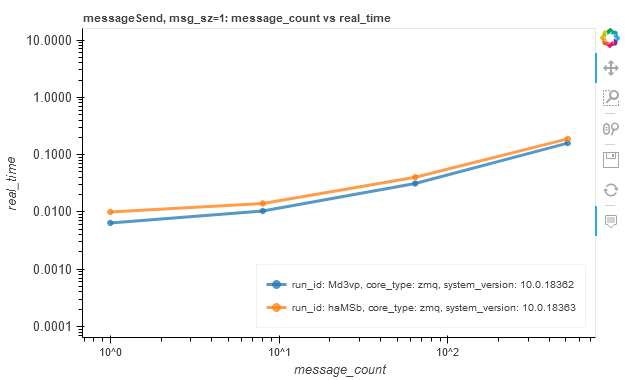 messageSend, msg_sz=1: message_count vs real_time
10.0000
1.0000
0.1000
0.0100
0.0010
0.0001
real_time
run_id: Md3vp, core_type: zmq, system_version: 10.0.18362
run_id: haMSb, core_type: zmq, system_version: 10.0.18363
10^0
10^1
10^2
message_count